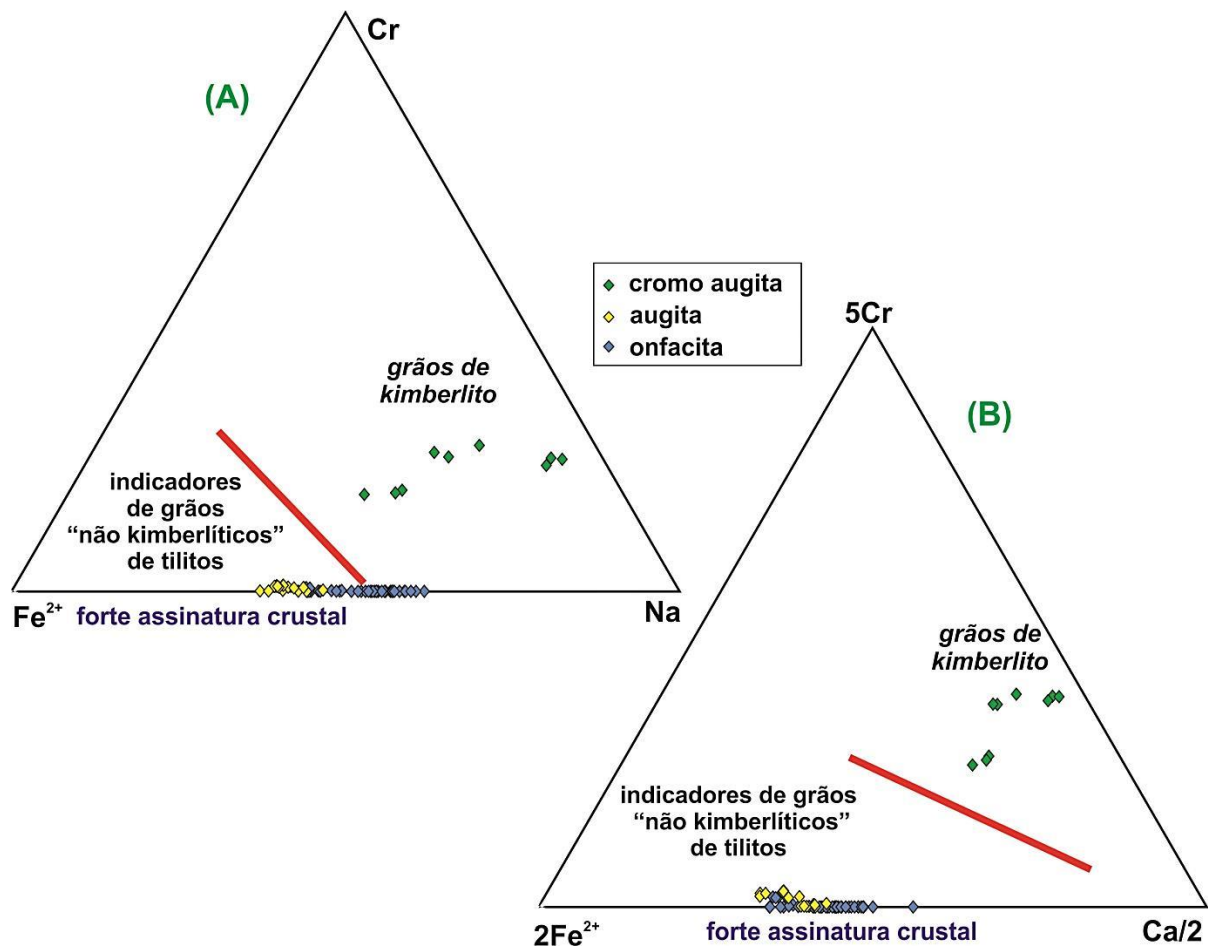 Cr
(A)
cromo augita
augita
onfacita
grãos de
kimberlito
indicadores
de grãos
“não kimberlíticos”
de tilitos
Fe²⁺
forte assinatura crustal
Na
5Cr
(B)
grãos de
kimberlito
indicadores de grãos
“não kimberlíticos”
de tilitos
2Fe²⁺
forte assinatura crustal
Ca/2